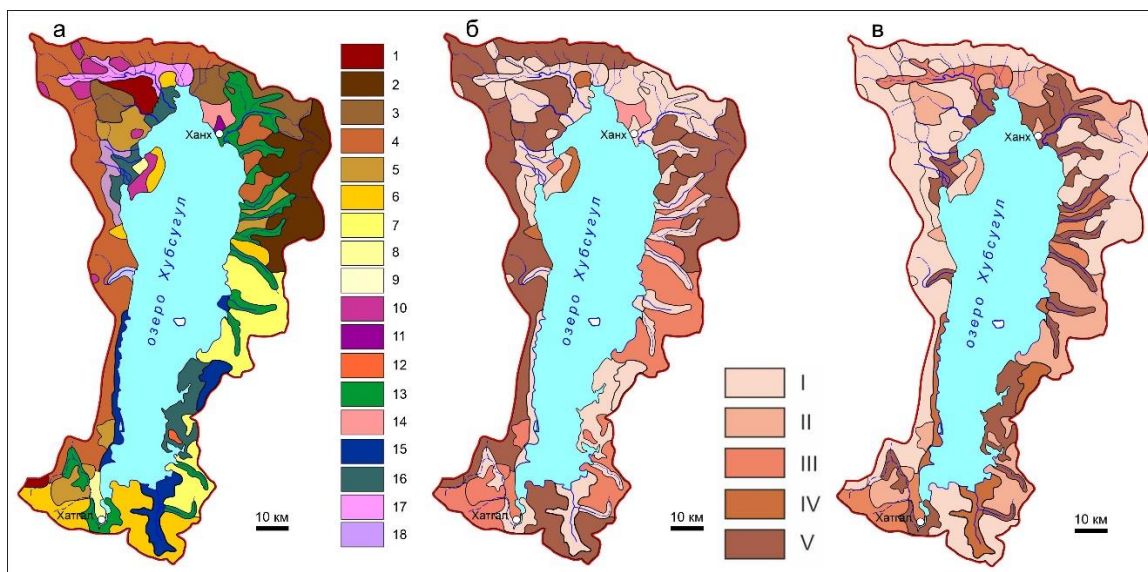 а
Ханх
озеро Хубсугул
Хатгал
10 км
1
2
3
4
5
6
7
8
9
10
11
12
13
14
15
16
17
18
б
Ханх
озеро Хубсугул
Хатгал
10 км
I
II
III
IV
V
в
Ханх
озеро Хубсугул
Хатгал
10 км